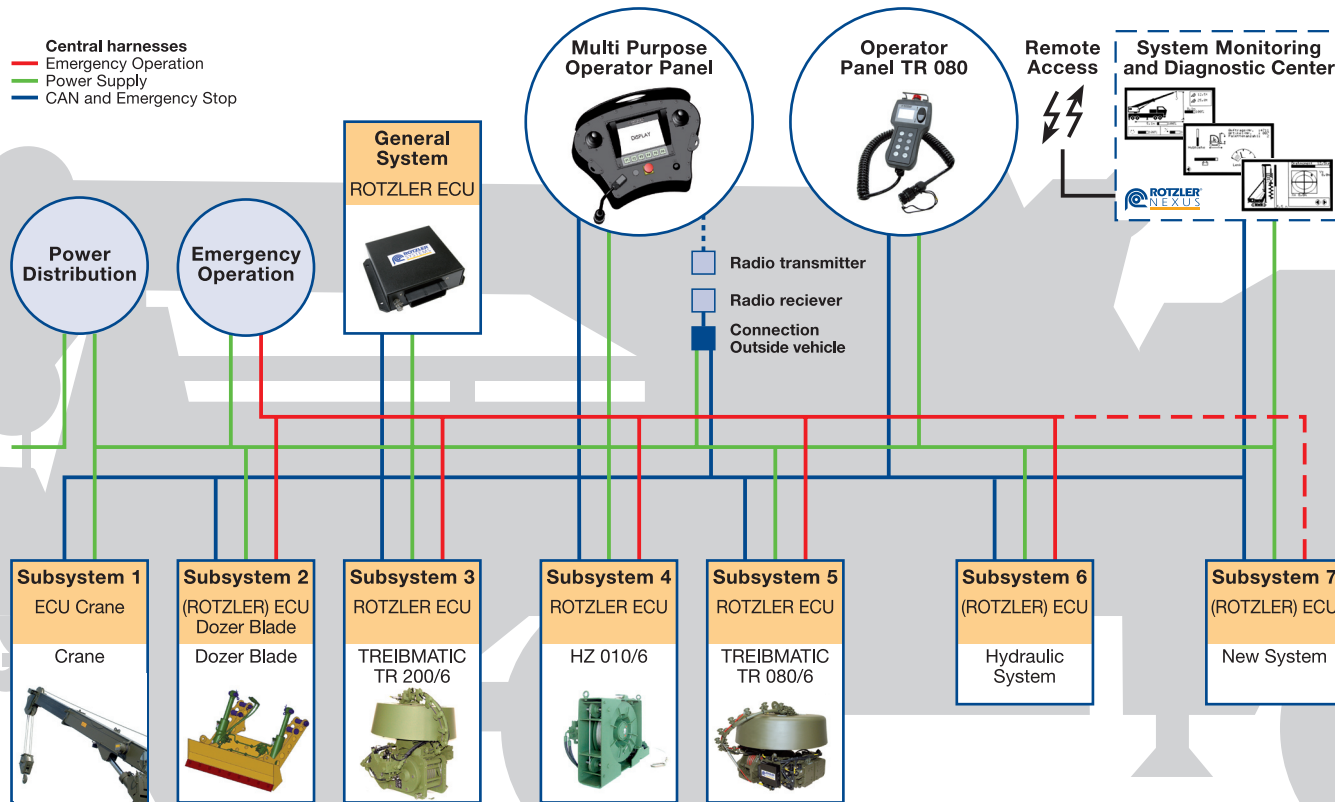 Central harnesses
Emergency Operation
Power Supply
CAN and Emergency Stop
Power
Distribution
Emergency
Operation
General
System
ROTZLER ECU
ROTZLER
Multi Purpose
Operator Panel
DISPLAY
Operator
Panel TR 080
Remote
Access
System Monitoring
and Diagnostic Center
ROTZLER
NEXUS
Radio transmitter
Radio reciever
Connection
Outside vehicle
Subsystem 1
ECU Crane
Crane
Subsystem 2
(ROTZLER) ECU
Dozer Blade
Dozer Blade
Subsystem 3
ROTZLER ECU
TREIBMATIC
TR 200/6
Subsystem 4
ROTZLER ECU
HZ 010/6
Subsystem 5
ROTZLER ECU
TREIBMATIC
TR 080/6
Subsystem 6
(ROTZLER) ECU
Hydraulic
System
Subsystem 7
(ROTZLER) ECU
New System